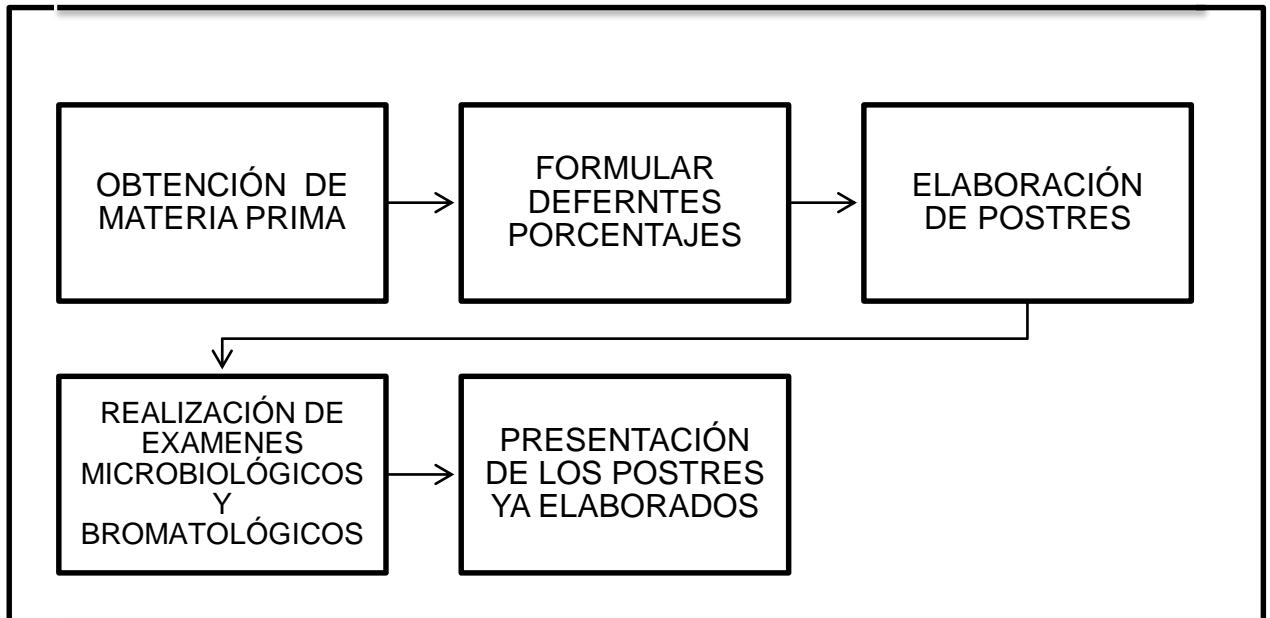 OBTENCIÓN DE
MATERIA PRIMA
FORMULAR
DEFERNTES
PORCENTAJES
ELABORACIÓN
DE POSTRES
REALIZACIÓN DE
EXAMENES
MICROBIOLÓGICOS
Y
BROMATOLÓGICOS
PRESENTACIÓN
DE LOS POSTRES
YA ELABORADOS